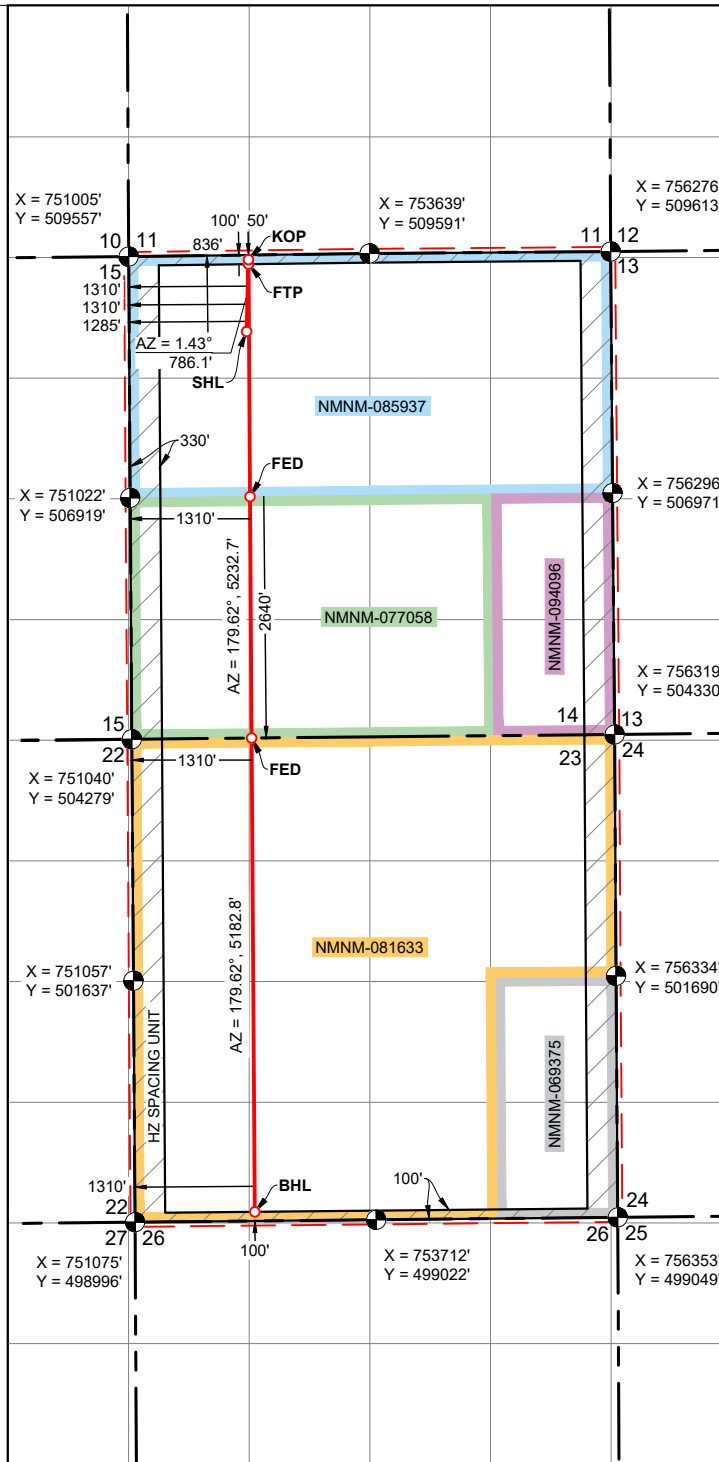 X = 751005'
Y = 509557'
X = 753639'
Y = 509591'
X = 756276'
Y = 509613'
10 11
836'
100' 50'
KOP
11 12
15
13
1310'
1310'
1285'
FTP
AZ = 1.43°
786.1'
SHL
NMNM-085937
330'
FED
X = 751022'
Y = 506919'
X = 756296'
Y = 506971'
1310'
AZ = 179.62°, 5232.7'
2640'
NMNM-077058
NMNM-094096
X = 756319'
Y = 504330'
15
14 13
22
23 24
1310'
FED
X = 751040'
Y = 504279'
NMNM-081633
X = 751057'
Y = 501637'
X = 756334'
Y = 501690'
AZ = 179.62°, 5182.8'
HZ SPACING UNIT
NMNM-069375
1310'
BHL
100'
22
24
27 26
26 25
100'
X = 751075'
Y = 498996'
X = 753712'
Y = 499022'
X = 756353'
Y = 499049'